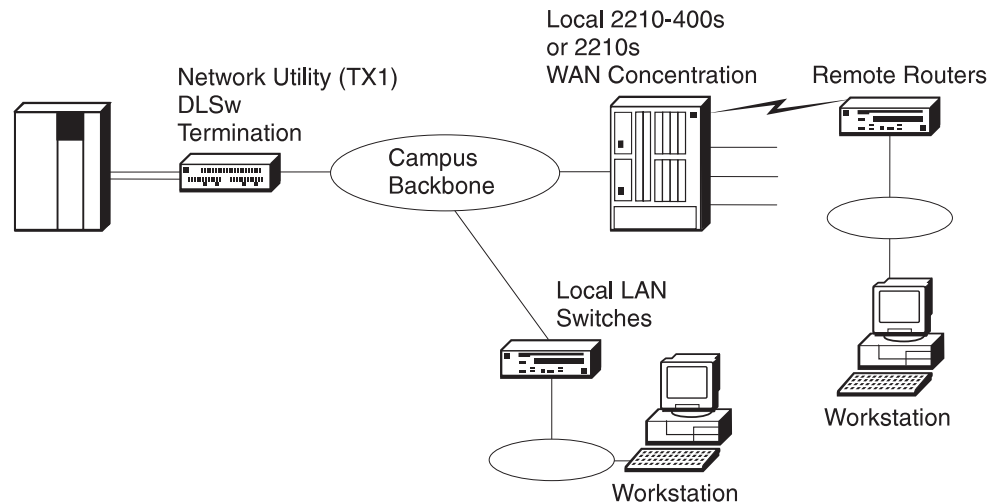 Local 2210-400s
or 2210s
WAN Concentration
Remote Routers
Network Utility (TX1)
DLSw
Termination
Campus
Backbone
Local LAN
Switches
Workstation
Workstation